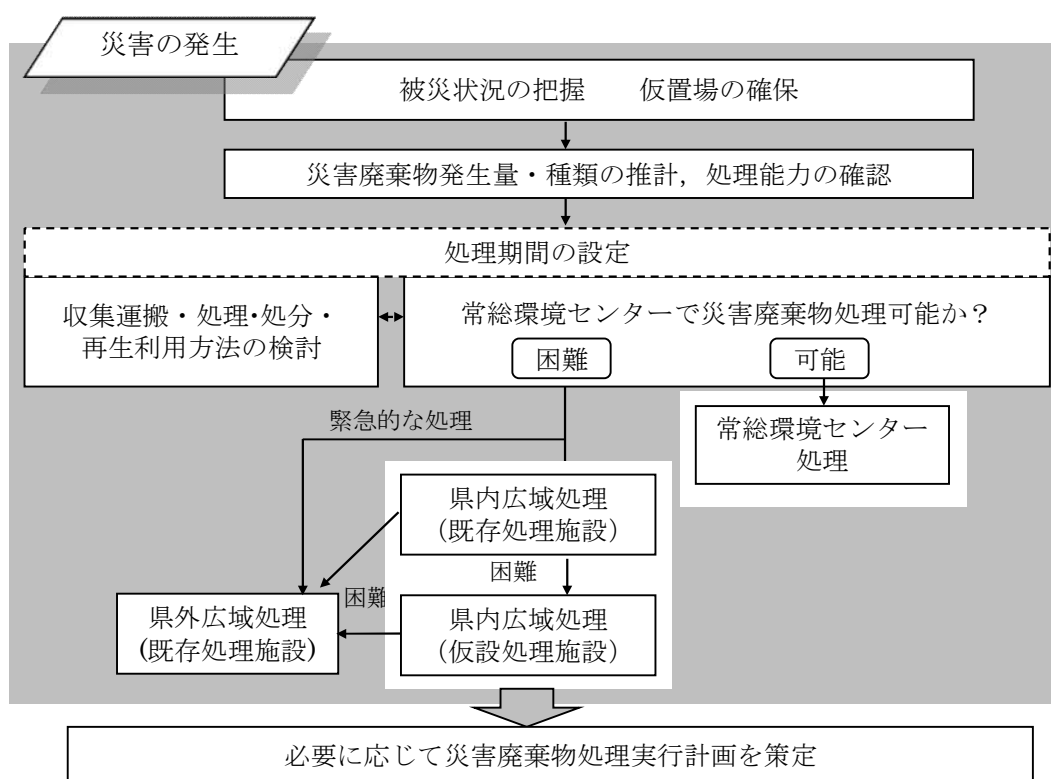 災害の発生
被災状況の把握　　仮置場の確保
災害廃棄物発生量・種類の推計，処理能力の確認
処理期間の設定
収集運搬・処理・処分・
再生利用方法の検討
常総環境センターで災害廃棄物処理可能か？
困難
可能
緊急的な処理
常総環境センター
処理
県内広域処理
（既存処理施設）
困難
困難
県外広域処理
(既存処理施設)
県内広域処理
（仮設処理施設）
必要に応じて災害廃棄物処理実行計画を策定